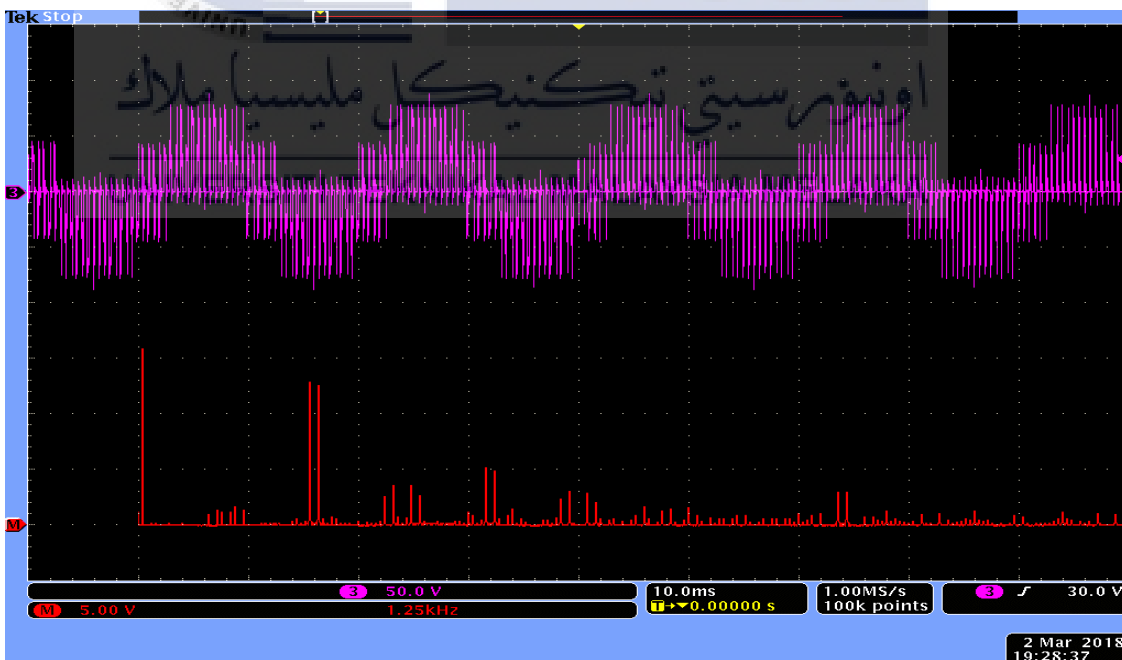 Tek Stop
اونيۏرسيتي تيكنيكل مليسيا ملاك
3
M
3 50.0 V
M 5.00 V 1.25kHz
10.0ms
T→▼0.00000 s
1.00MS/s
100k points
3 ∫ 30.0 V
2 Mar 2018
19:28:37